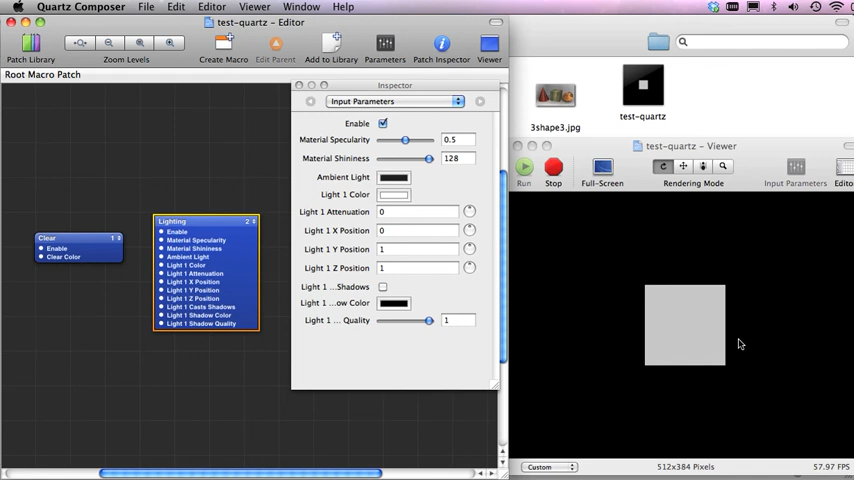 Quartz Composer File Edit Editor Viewer Window Help
test-quartz – Editor
Patch Library
Zoom Levels
Create Macro
Edit Parent
Add to Library
Parameters
Patch Inspector
Viewer
Root Macro Patch
Clear 1
Enable
Clear Color
Lighting 2
Enable
Material Specularity
Material Shininess
Ambient Light
Light 1 Color
Light 1 Attenuation
Light 1 X Position
Light 1 Y Position
Light 1 Z Position
Light 1 Casts Shadows
Light 1 Shadow Color
Light 1 Shadow Quality
Inspector
Input Parameters
Enable
Material Specularity 0.5
Material Shininess 128
Ambient Light
Light 1 Color
Light 1 Attenuation 0
Light 1 X Position 0
Light 1 Y Position 1
Light 1 Z Position 1
Light 1 ...Shadows
Light 1 ...ow Color
Light 1 ... Quality 1
3shape3.jpg
test-quartz
test-quartz – Viewer
Run
Stop
Full-Screen
Rendering Mode
Input Parameters
Editor
Custom
512x384 Pixels
57.97 FPS